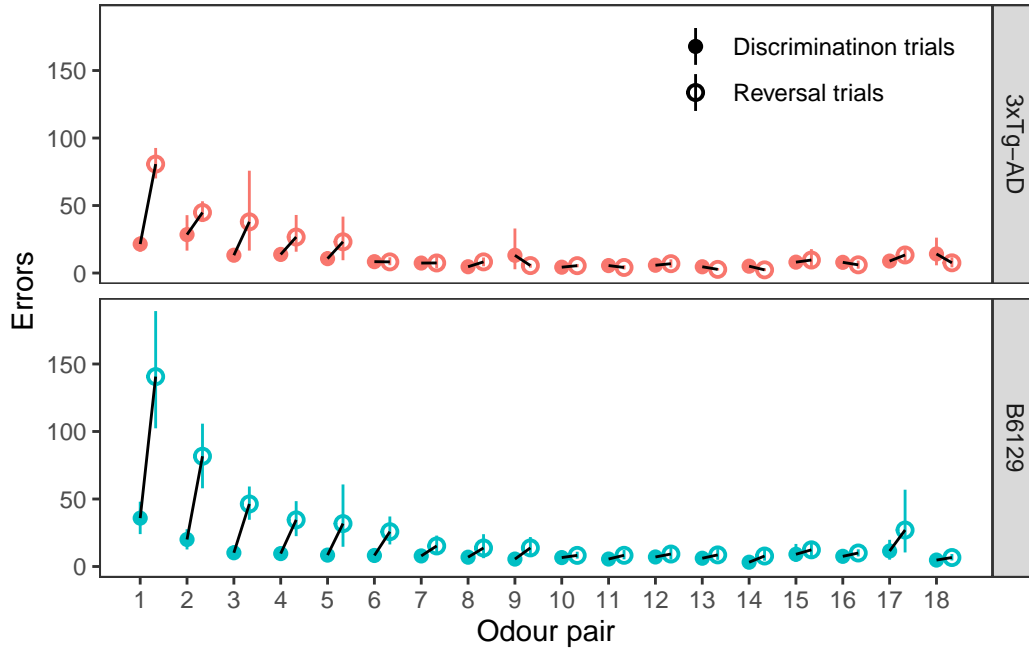 Discriminatinon trials
Reversal trials
150
100
50
0
3xTg−AD
Errors
150
100
50
0
B6129
1 2 3 4 5 6 7 8 9 10 11 12 13 14 15 16 17 18
Odour pair